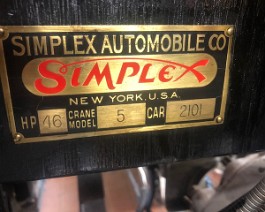 SIMPLEX AUTOMOBILE CO
SIMPLEX
NEW YORK, U.S.A.
HP 46 CRANE MODEL 5 CAR 2101